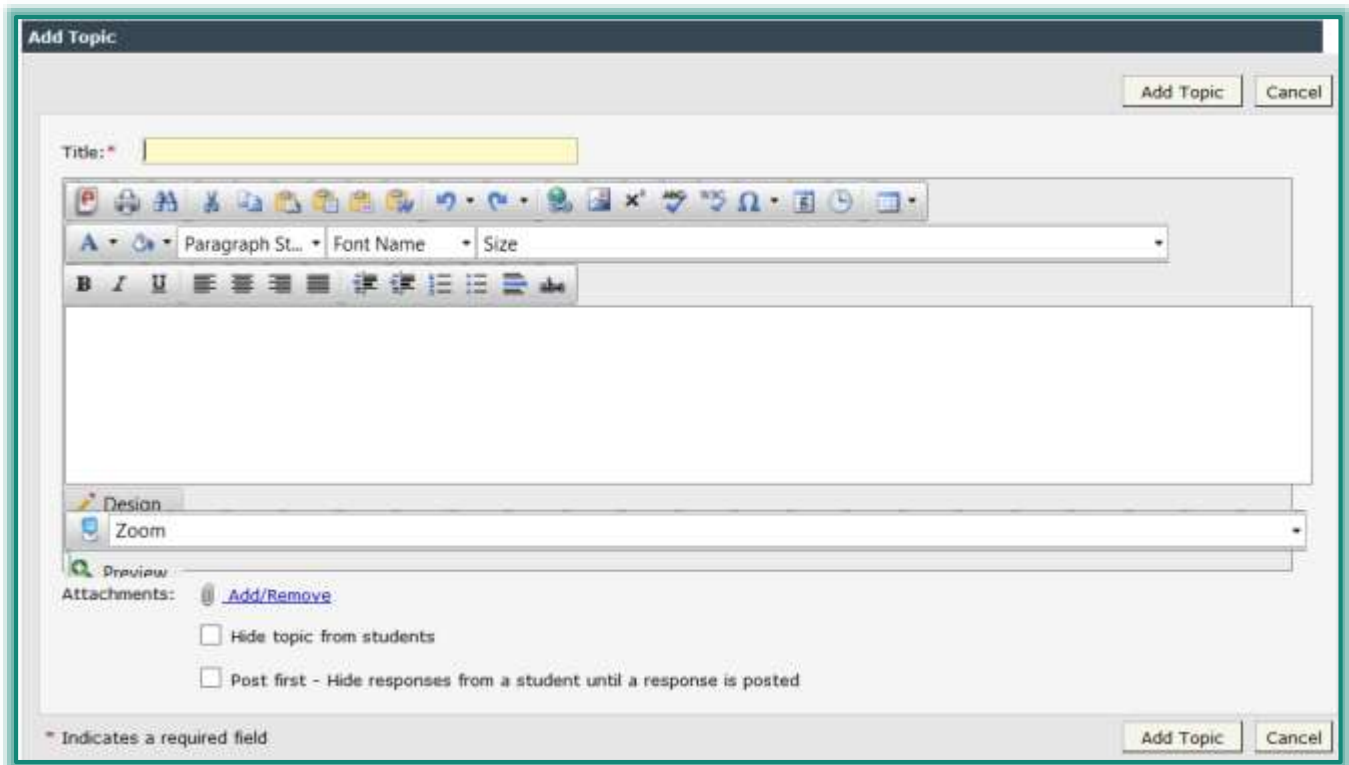 Add Topic
Add Topic Cancel
Title:*
A Paragraph St... Font Name Size
B I U abc
Design
Zoom
Preview
Attachments: Add/Remove
Hide topic from students
Post first - Hide responses from a student until a response is posted
* Indicates a required field Add Topic Cancel